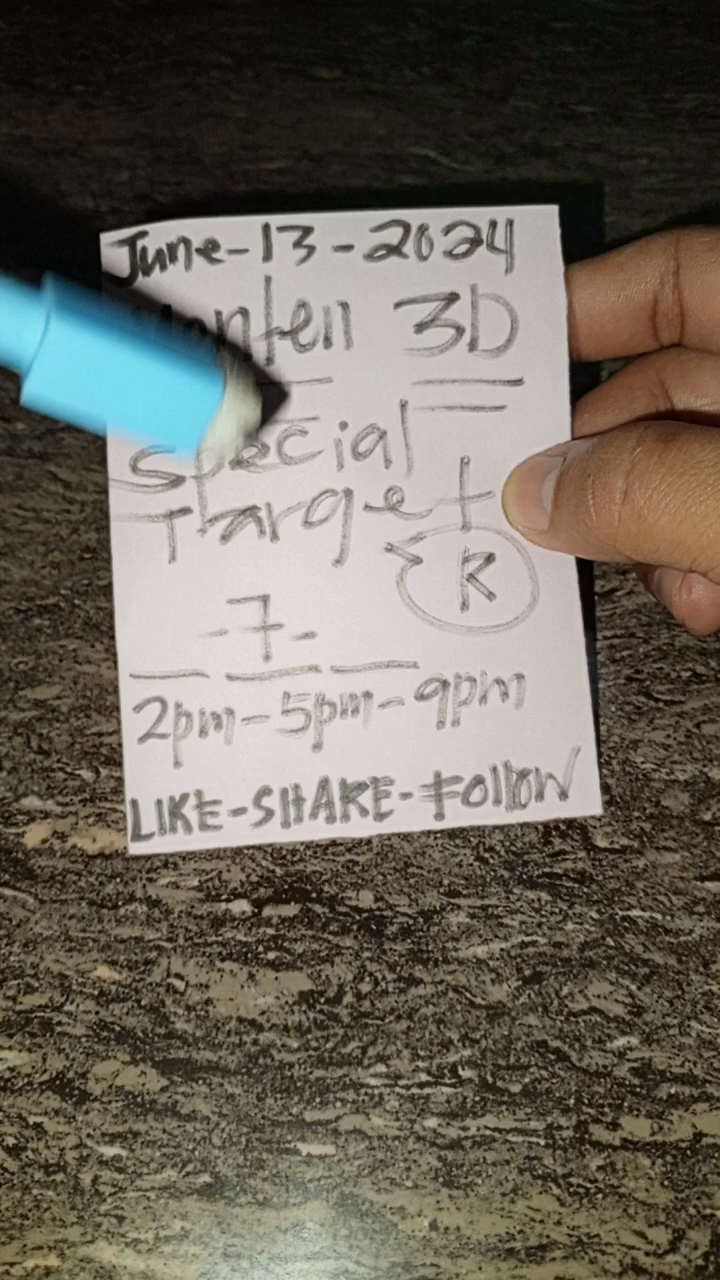 June-13-2024
3D
Special
Target
R
-7-
2pm-5pm-9pm
LIKE-SHARE-Follow